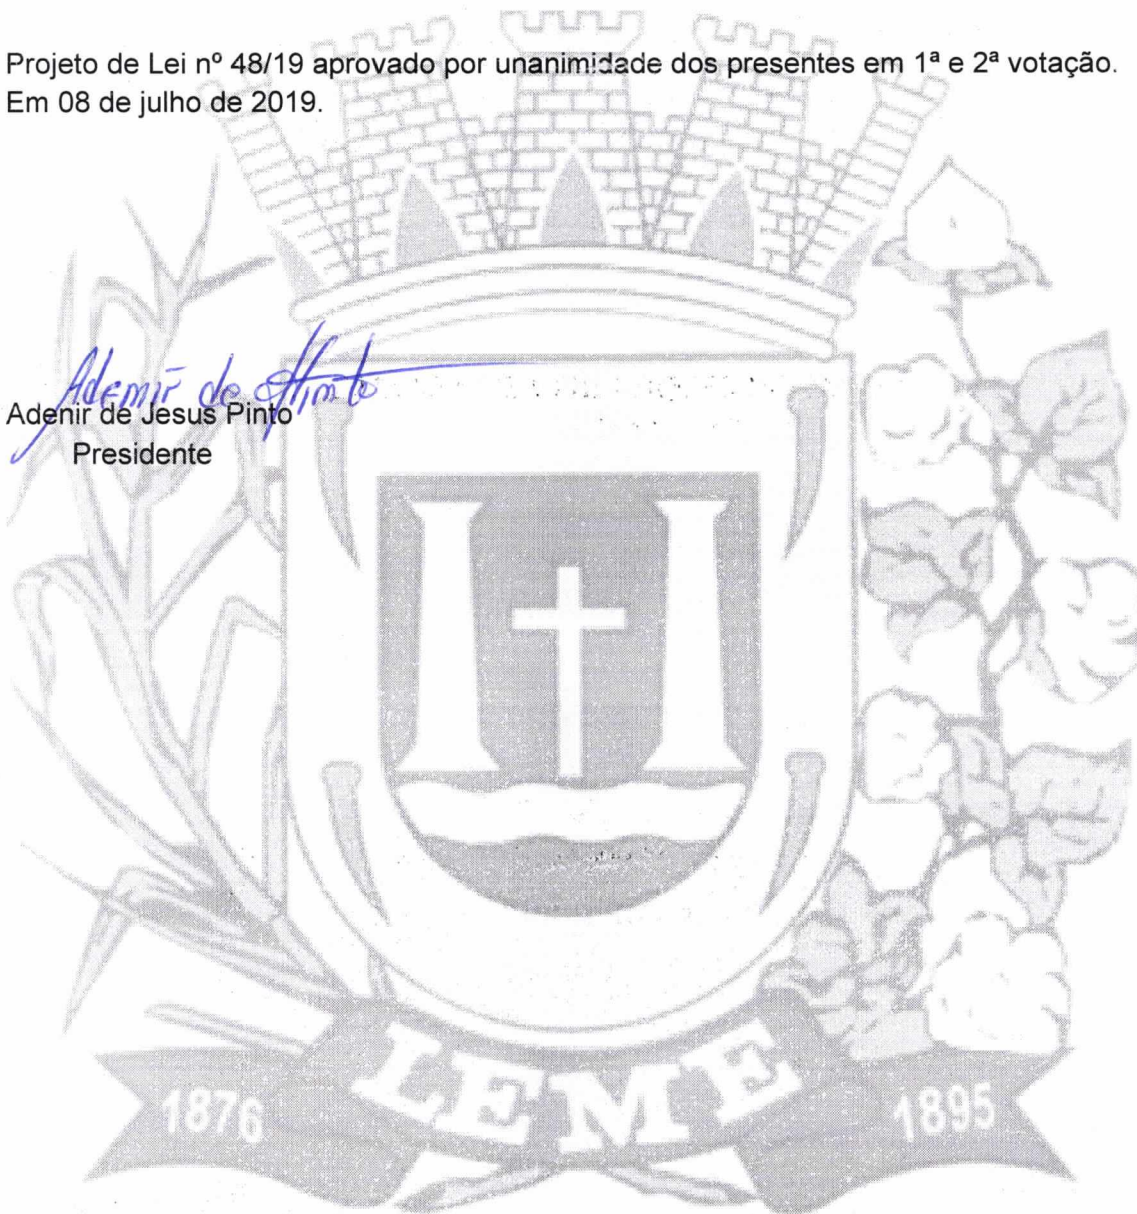 Projeto de Lei nº 48/19 aprovado por unanimidade dos presentes em 1ª e 2ª votação.
Em 08 de julho de 2019.
Ademir de
Adenir de Jesus Pinto
Presidente
LEME
1876
1895